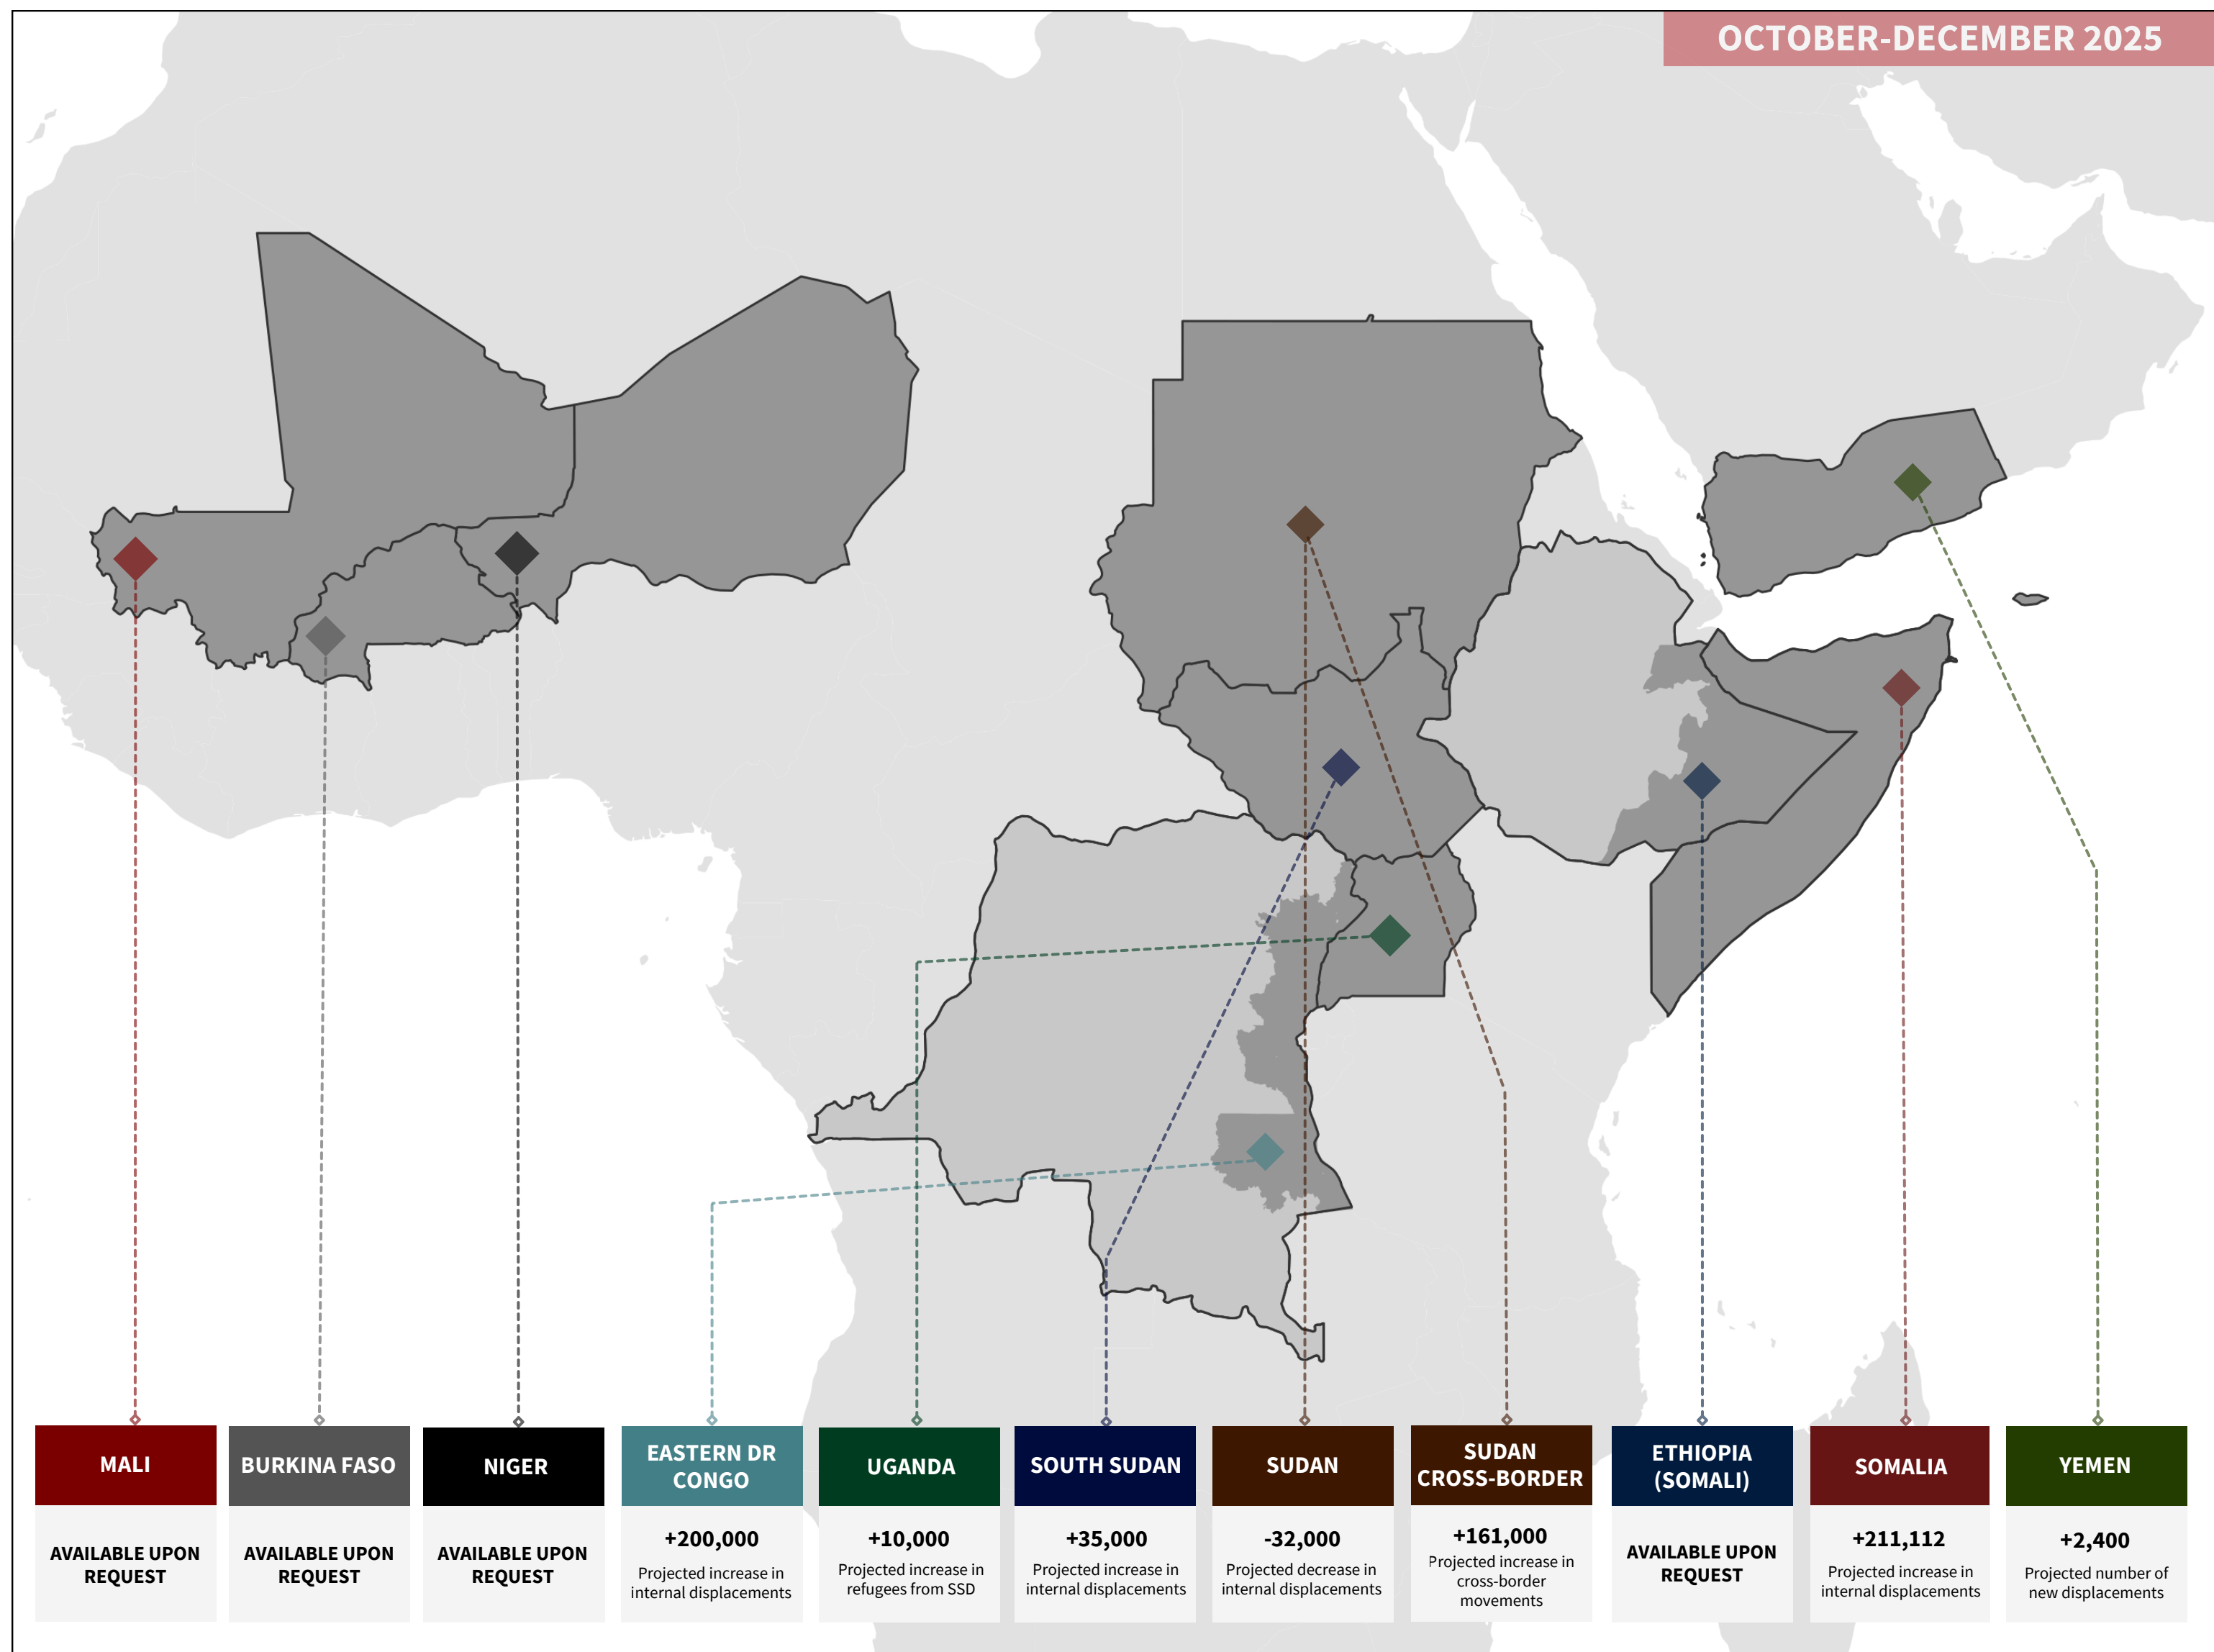 OCTOBER-DECEMBER 2025
MALI
AVAILABLE UPON
REQUEST
BURKINA FASO
AVAILABLE UPON
REQUEST
NIGER
AVAILABLE UPON
REQUEST
EASTERN DR
CONGO
+200,000
Projected increase in
internal displacements
UGANDA
+10,000
Projected increase in
refugees from SSD
SOUTH SUDAN
+35,000
Projected increase in
internal displacements
SUDAN
-32,000
Projected decrease in
internal displacements
SUDAN
CROSS-BORDER
+161,000
Projected increase in
cross-border
movements
ETHIOPIA
(SOMALI)
AVAILABLE UPON
REQUEST
SOMALIA
+211,112
Projected increase in
internal displacements
YEMEN
+2,400
Projected number of
new displacements